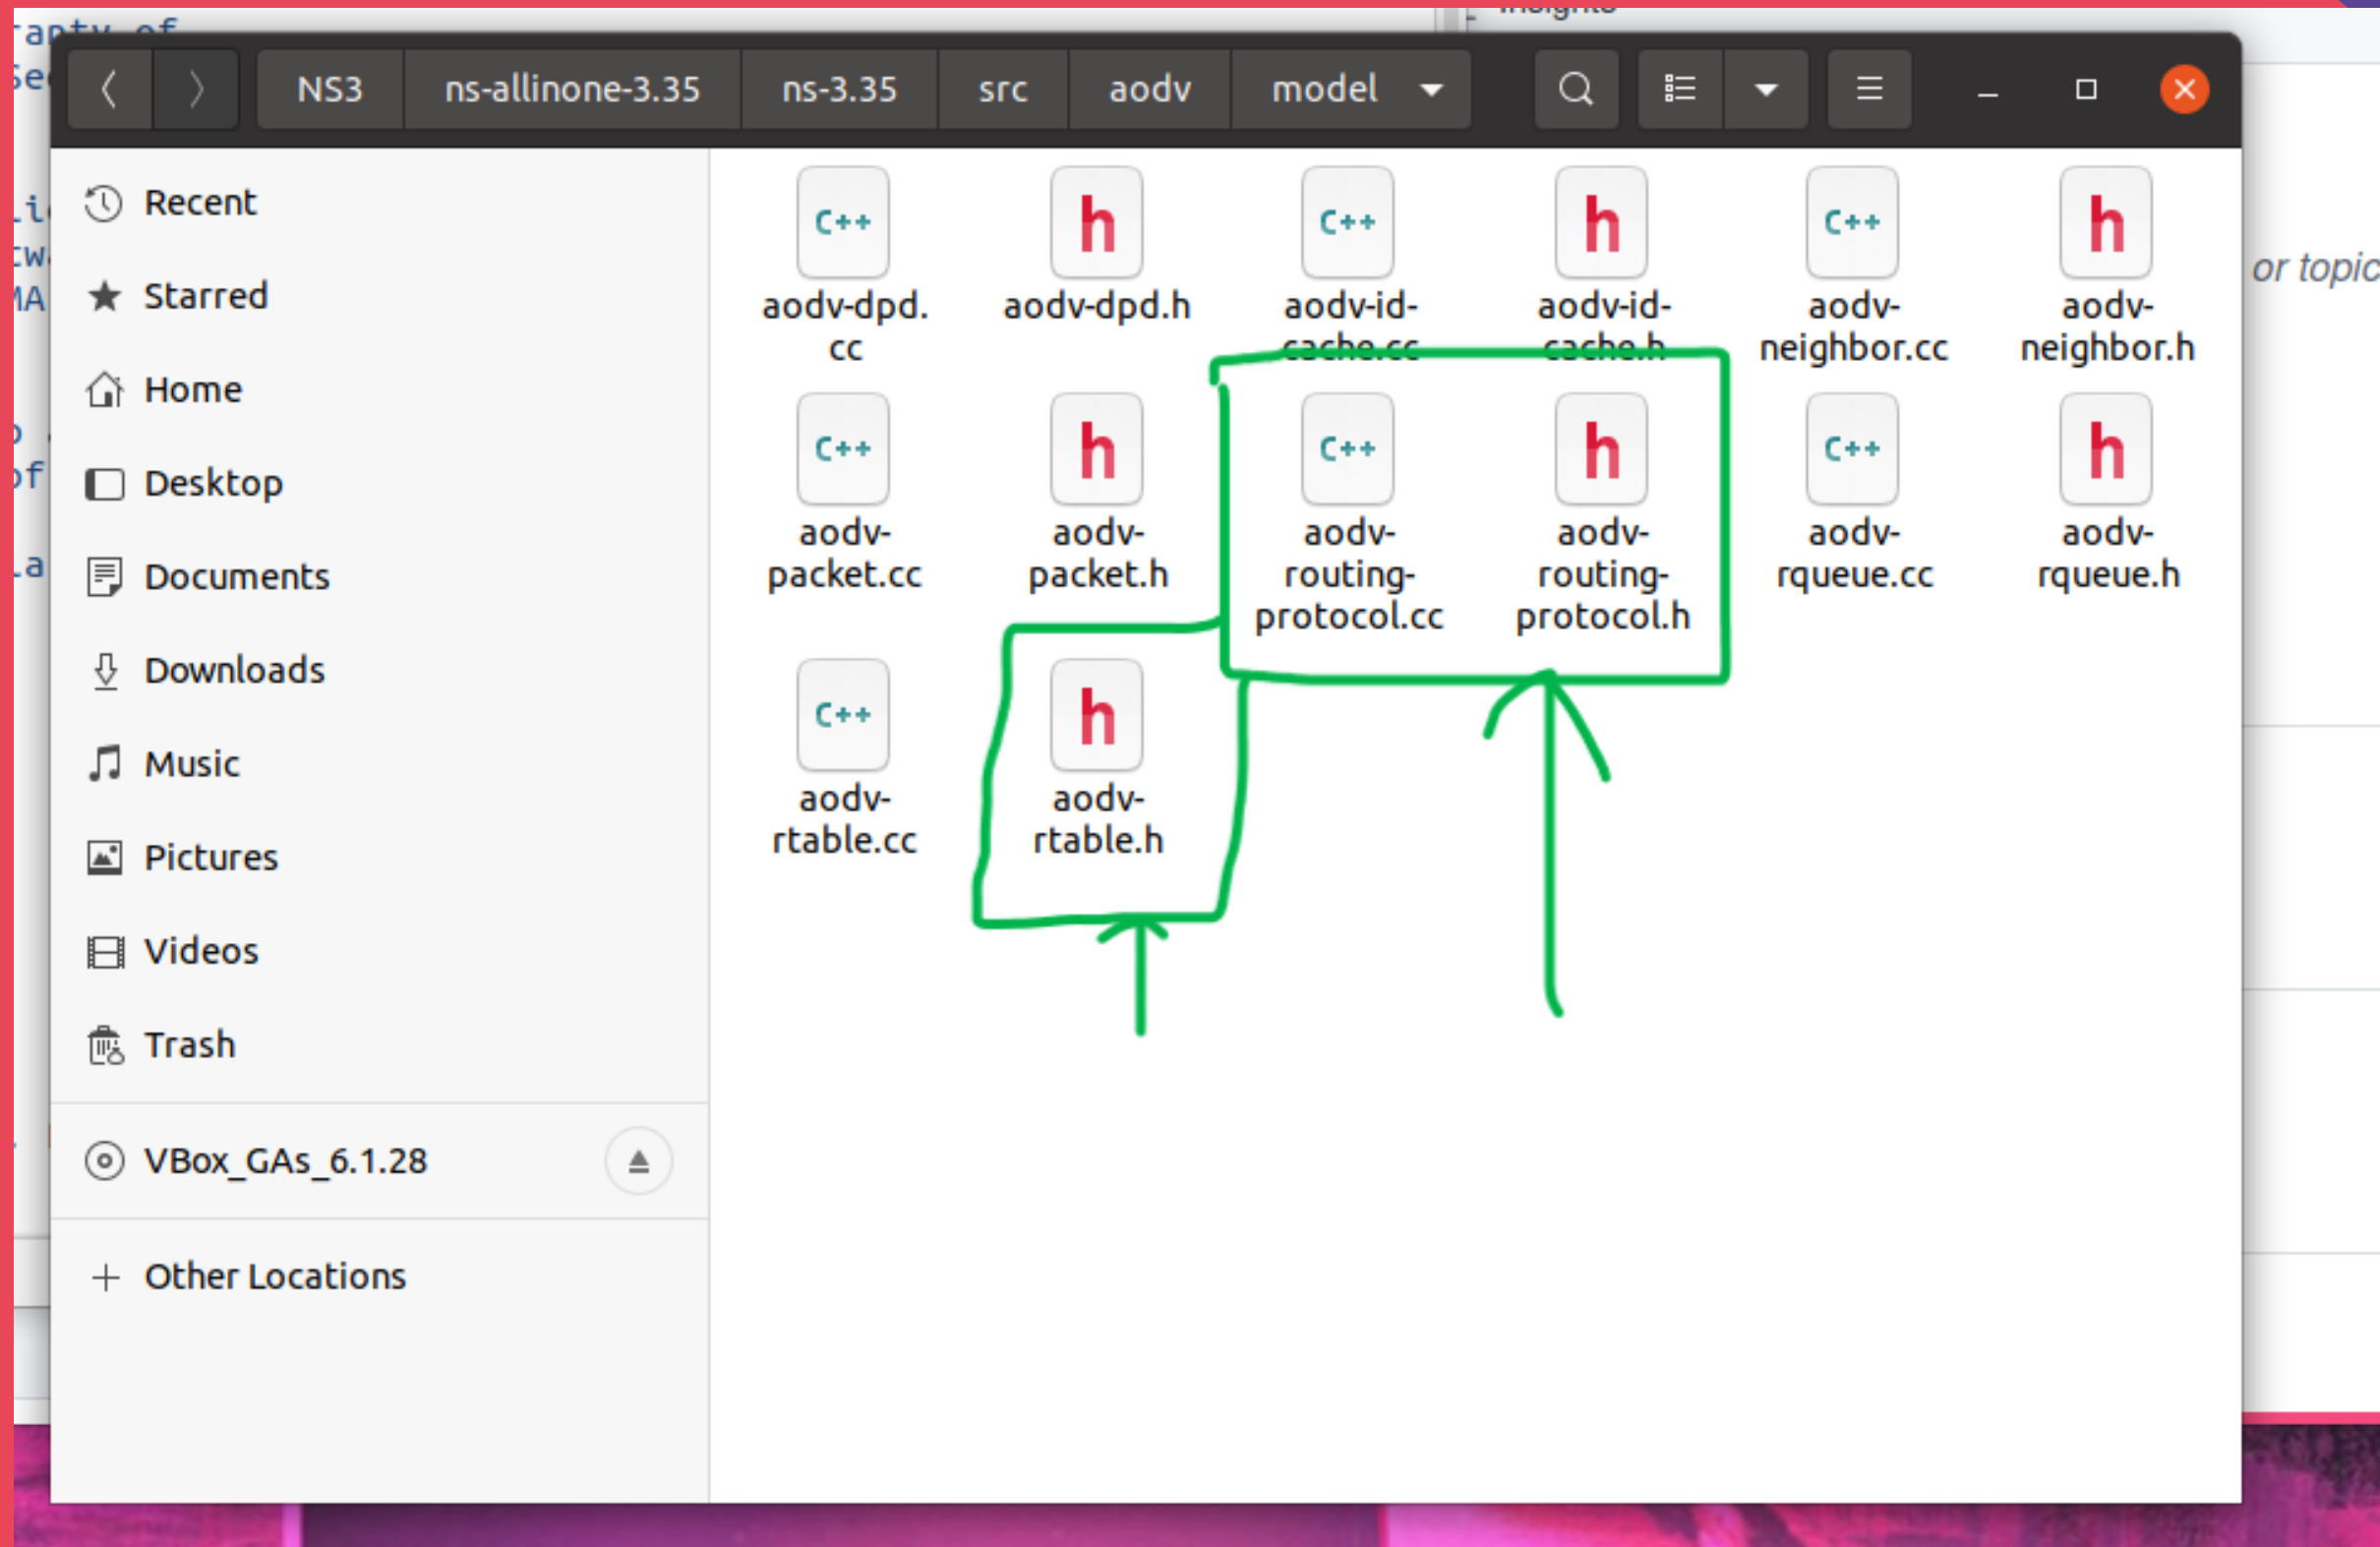 Insights
NS3
ns-allinone-3.35
ns-3.35
src
aodv
model
Recent
Starred
Home
Desktop
Documents
Downloads
Music
Pictures
Videos
Trash
VBox_GAs_6.1.28
Other Locations
C++
h
C++
h
C++
h
aodv-dpd.
cc
aodv-dpd.h
aodv-id-
cache.cc
aodv-id-
cache.h
aodv-
neighbor.cc
aodv-
neighbor.h
C++
h
C++
h
C++
h
aodv-
packet.cc
aodv-
packet.h
aodv-
routing-
protocol.cc
aodv-
routing-
protocol.h
aodv-
rqueue.cc
aodv-
rqueue.h
C++
h
aodv-
rtable.cc
aodv-
rtable.h
or topic
of